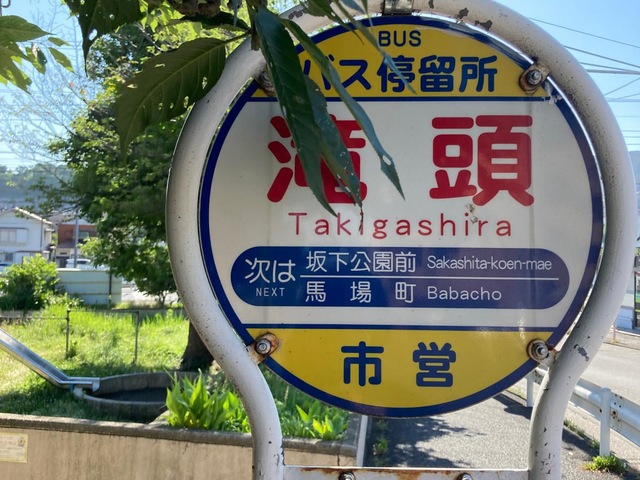 BUS
バス停留所
滝頭
Takigashira
次は 坂下公園前 Sakashita-koen-mae
NEXT 馬場町 Babacho
市営